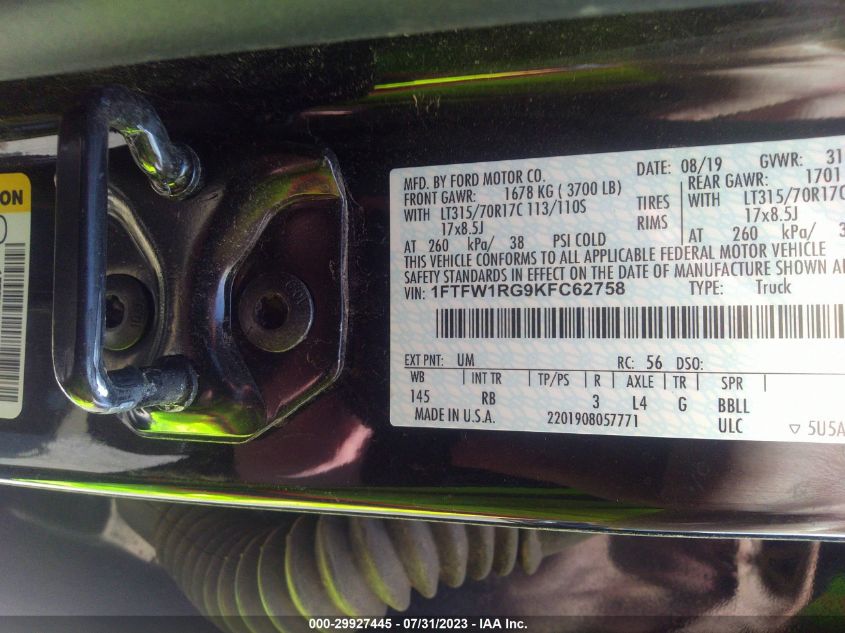 ON
DATE: 08/19 GVWR: 31
MFD. BY FORD MOTOR CO.
FRONT GAWR: 1678 KG ( 3700 LB) REAR GAWR: 1701
WITH LT315/70R17C 113/110S TIRES WITH LT315/70R17C
17x8.5J RIMS 17x8.5J
AT 260 kPa/ 38 PSI COLD AT 260 kPa/ 3
THIS VEHICLE CONFORMS TO ALL APPLICABLE FEDERAL MOTOR VEHICLE
SAFETY STANDARDS IN EFFECT ON THE DATE OF MANUFACTURE SHOWN A
VIN: 1FTFW1RG9KFC62758 TYPE: Truck
EXT PNT: UM RC: 56 DSO:
WB INT TR TP/PS R AXLE TR SPR
145 RB 3 L4 G BBLL
MADE IN U.S.A. 2201908057771 ULC ▽ 5U5A
000-29927445 - 07/31/2023 - IAA Inc.